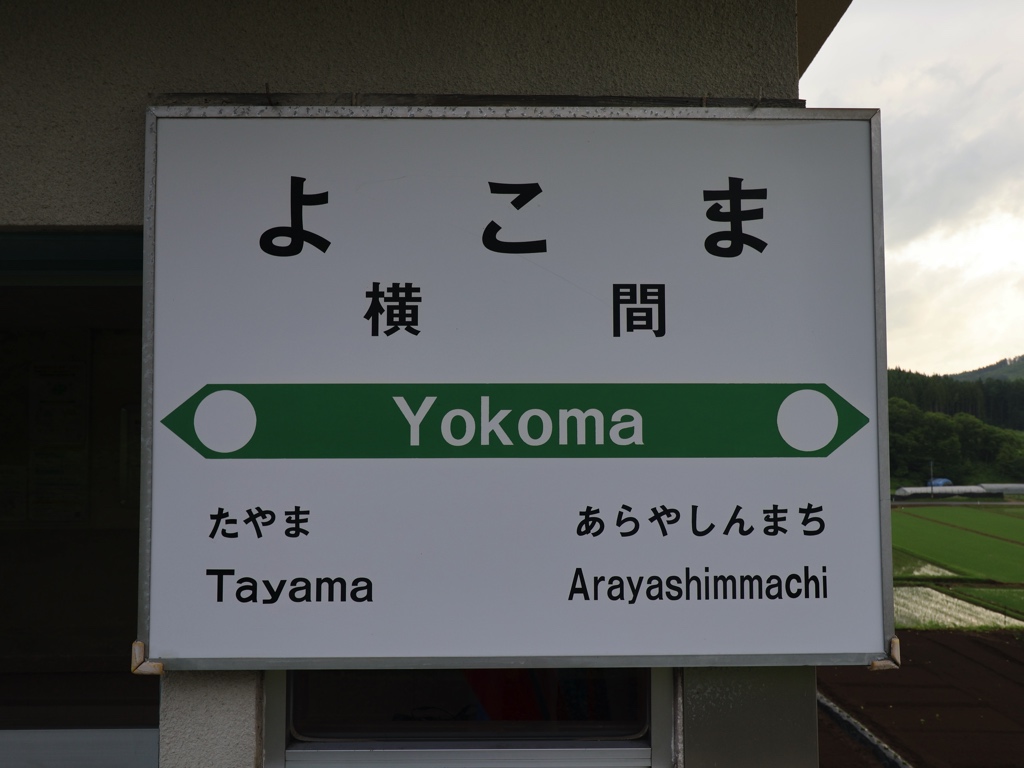 よこま
横間
Yokoma
たやま あらやしんまち
Tayama Arayashimmachi